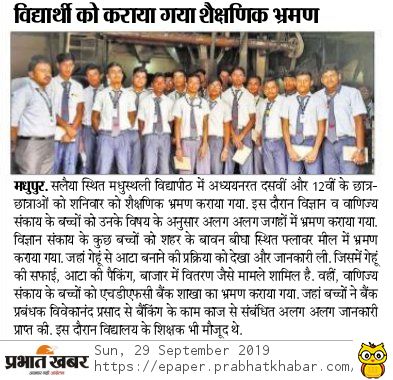 विद्यार्थी को कराया गया शैक्षणिक भ्रमण
मधुपुर. सलैया स्थित मधुस्थली विद्यापीठ में अध्ययनरत दसवीं और 12वीं के छात्र-
छात्राओं को शनिवार को शैक्षणिक भ्रमण कराया गया. इस दौरान विज्ञान व वाणिज्य
संकाय के बच्चों को उनके विषय के अनुसार अलग अलग जगहों में भ्रमण कराया गया.
विज्ञान संकाय के कुछ बच्चों को शहर के बावन बीघा स्थित फ्लावर मील में भ्रमण
कराया गया. जहां गेहूं से आटा बनाने की प्रक्रिया को देखा और जानकारी ली. जिसमें गेहूं
की सफाई, आटा की पैकिंग, बाजार में वितरण जैसे मामले शामिल है. वहीं, वाणिज्य
संकाय के बच्चों को एचडीएफसी बैंक शाखा का भ्रमण कराया गया. जहां बच्चों ने बैंक
प्रबंधक विवेकानंद प्रसाद से बैंकिंग के काम काज से संबंधित अलग अलग जानकारी
प्राप्त की. इस दौरान विद्यालय के शिक्षक भी मौजूद थे.
प्रभात खबर
अखबार नहीं आंदोलन
Sun, 29 September 2019
https://epaper.prabhatkhabar.com/